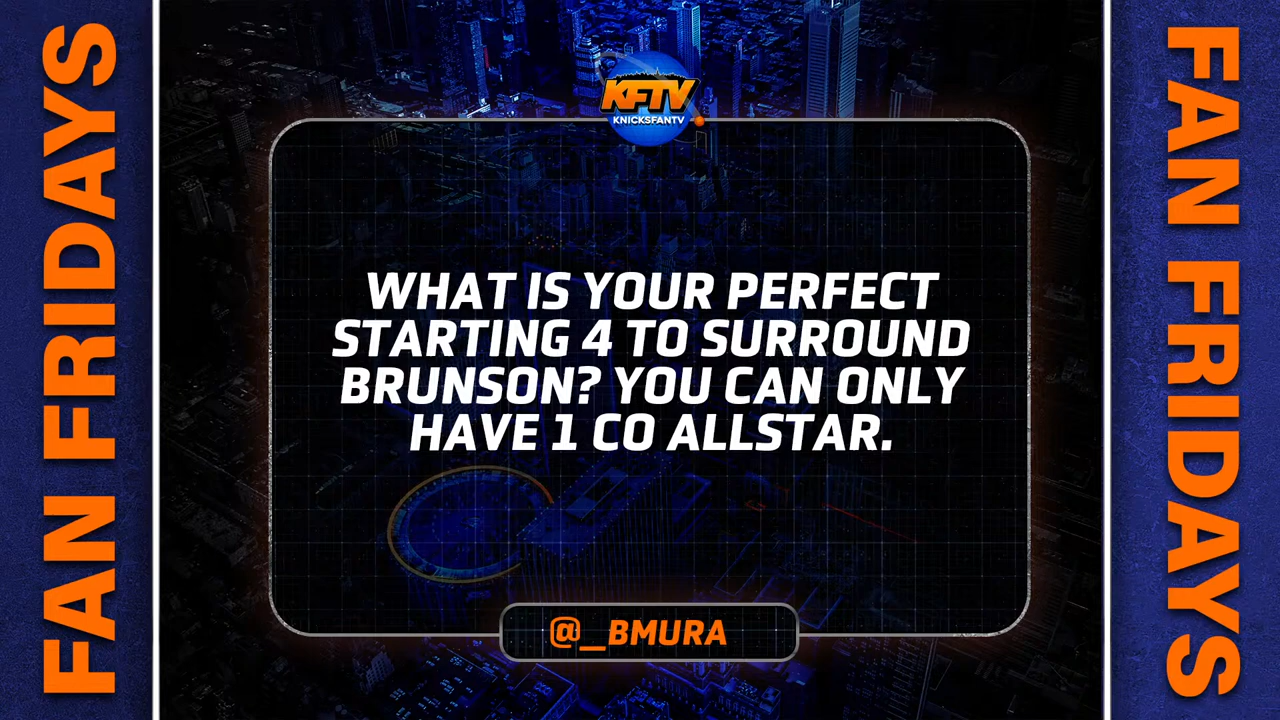 FAN FRIDAYS
KFTV
KNICKSFANTV
WHAT IS YOUR PERFECT
STARTING 4 TO SURROUND
BRUNSON? YOU CAN ONLY
HAVE 1 CO ALLSTAR.
@_BMURA
FAN FRIDAYS